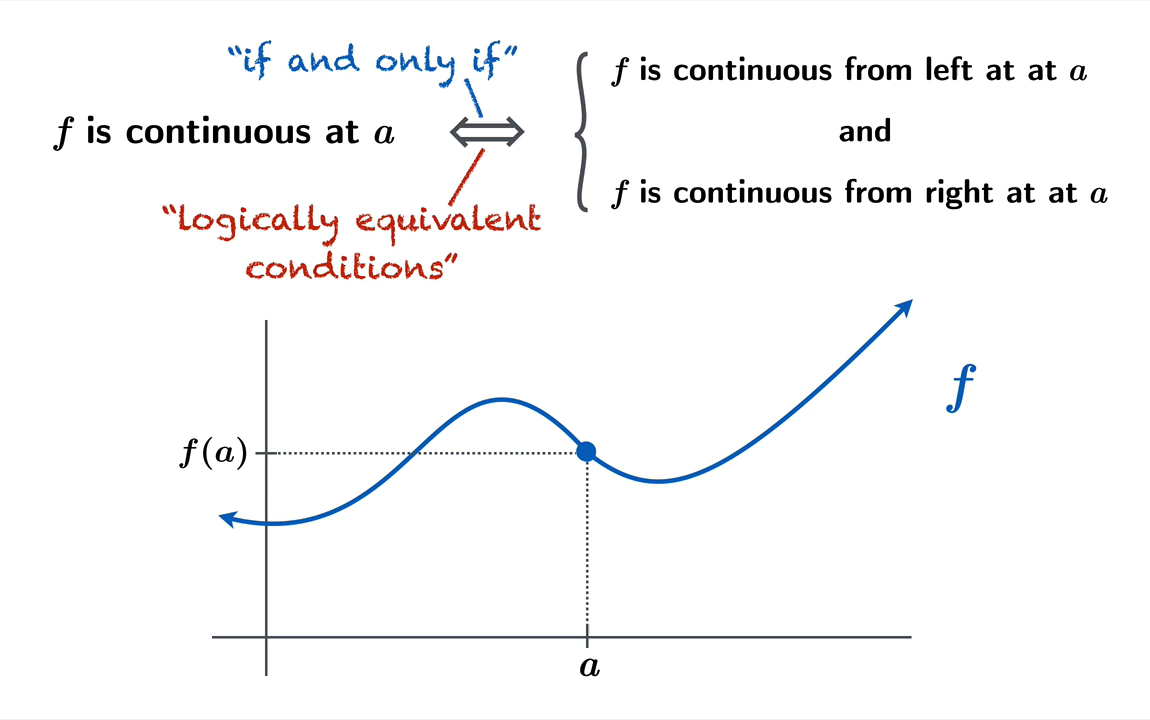 “if and only if”
f is continuous at a ⟺ { f is continuous from left at at a
and
f is continuous from right at at a
“logically equivalent
conditions”
f
f(a)
a